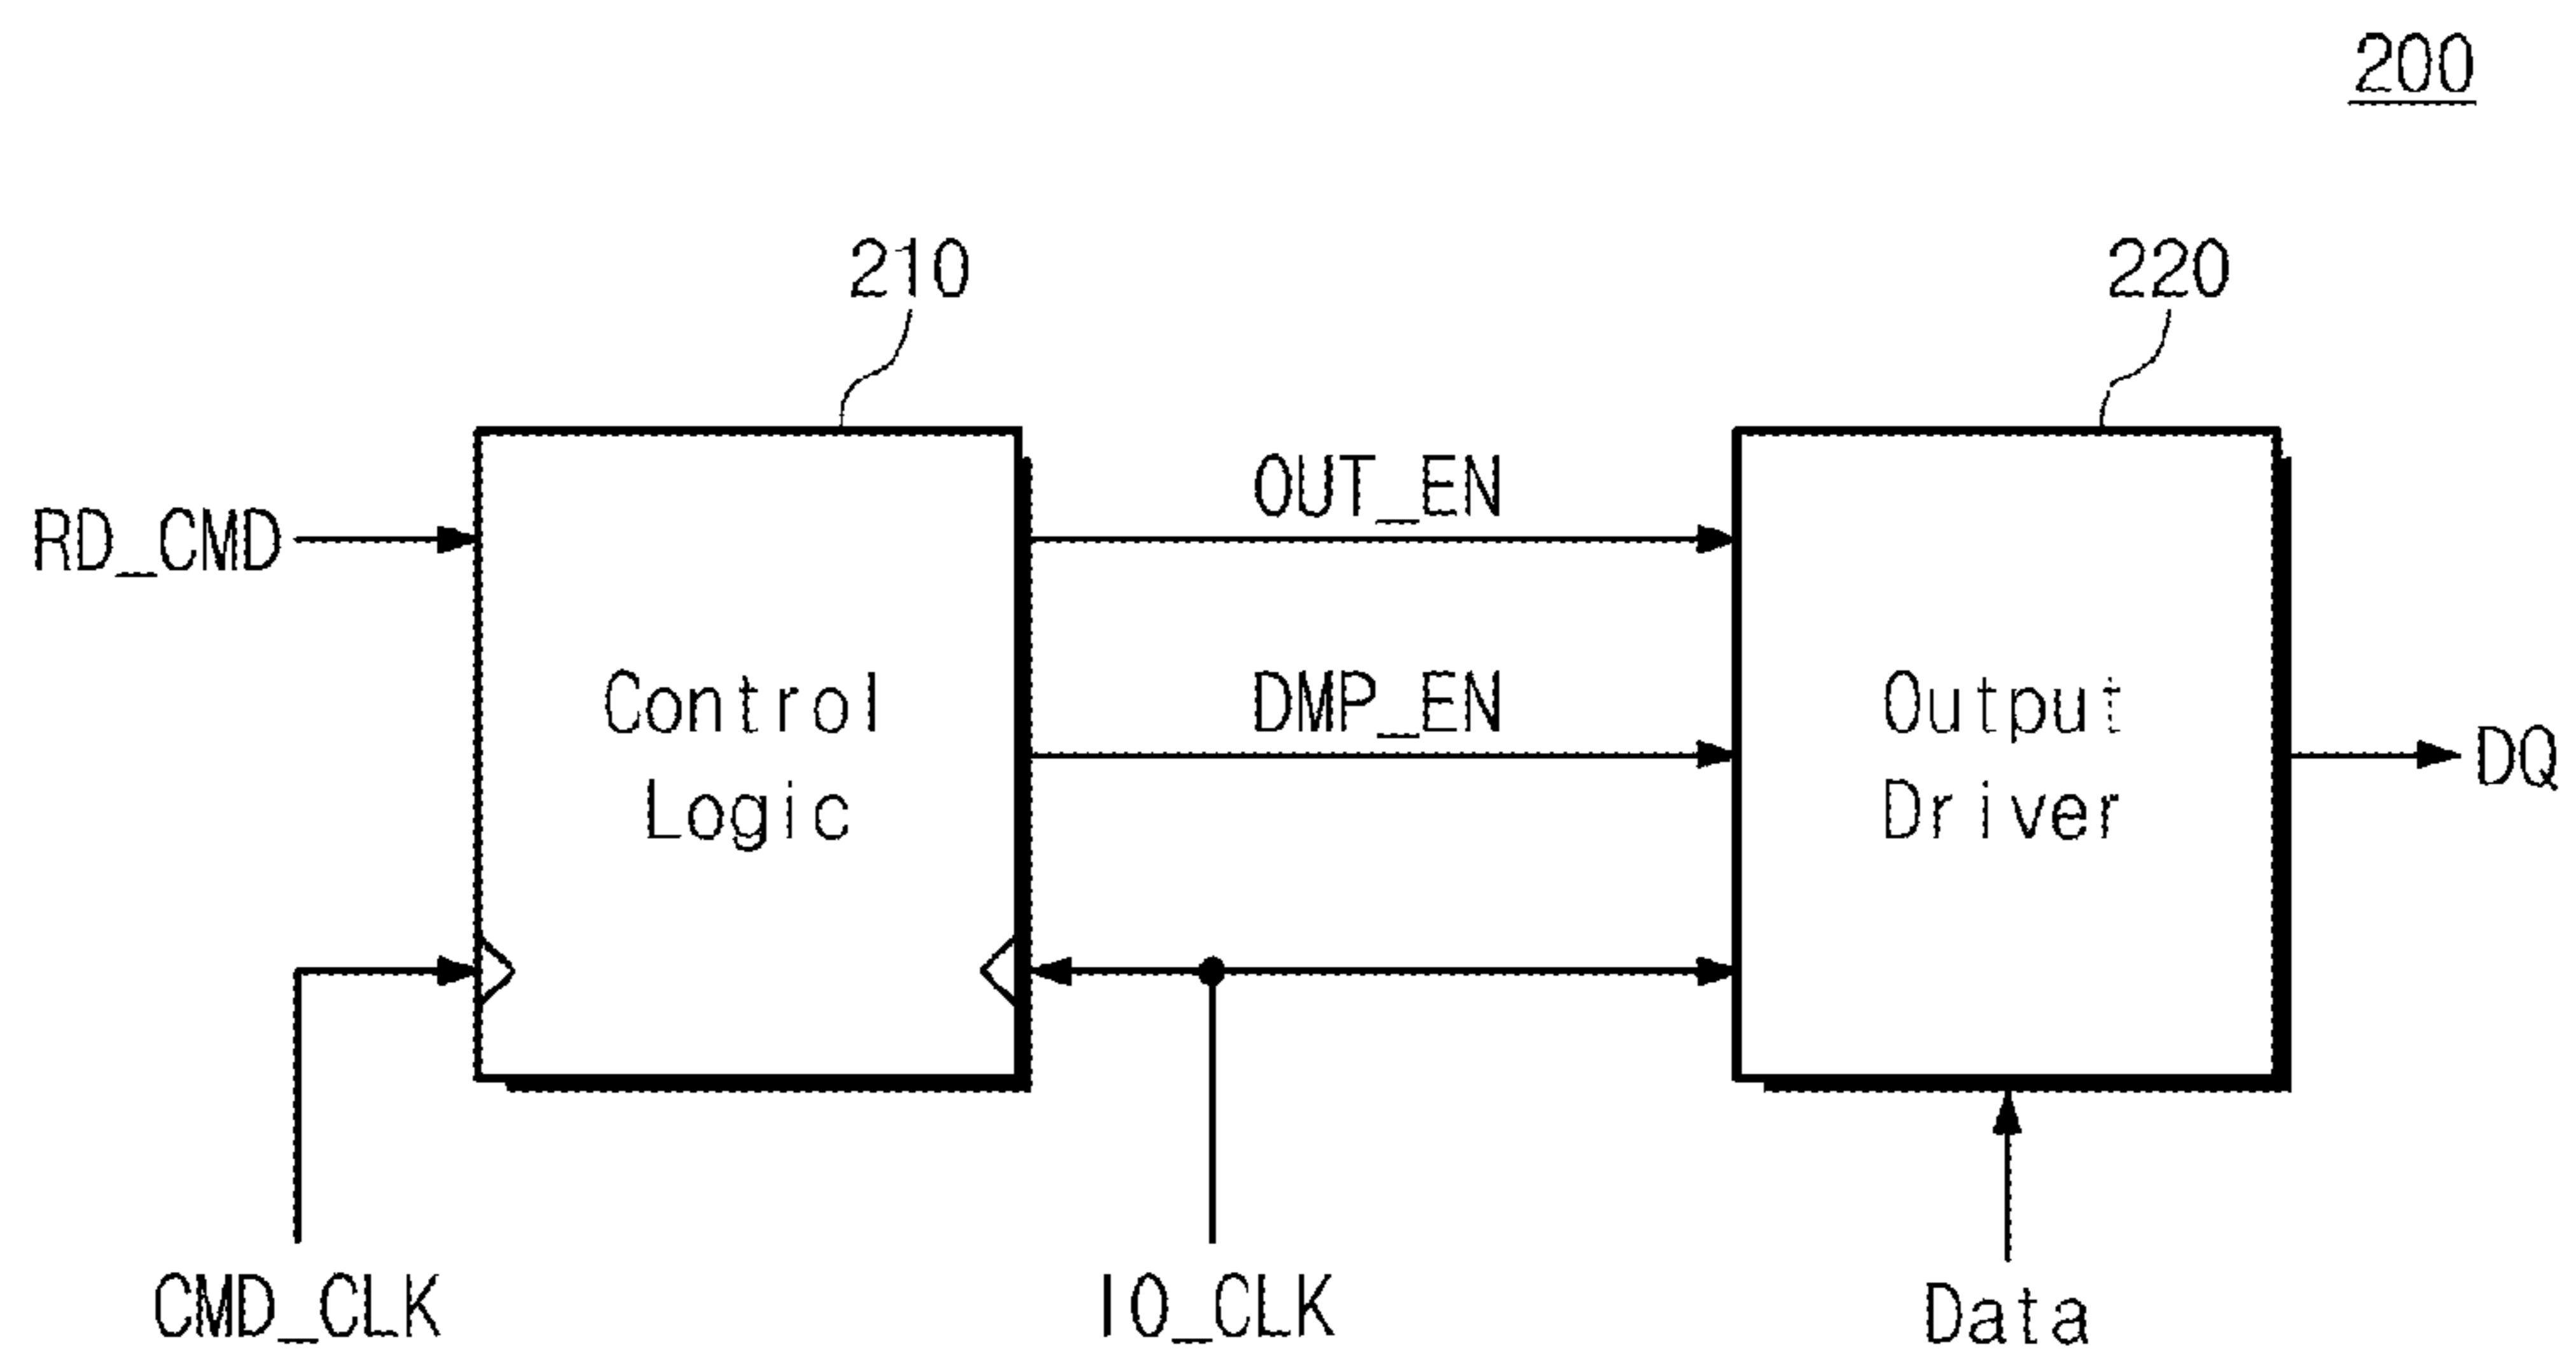 200
210
220
RD_CMD
OUT_EN
DMP_EN
Control
Logic
Output
Driver
DQ
CMD_CLK
IO_CLK
Data